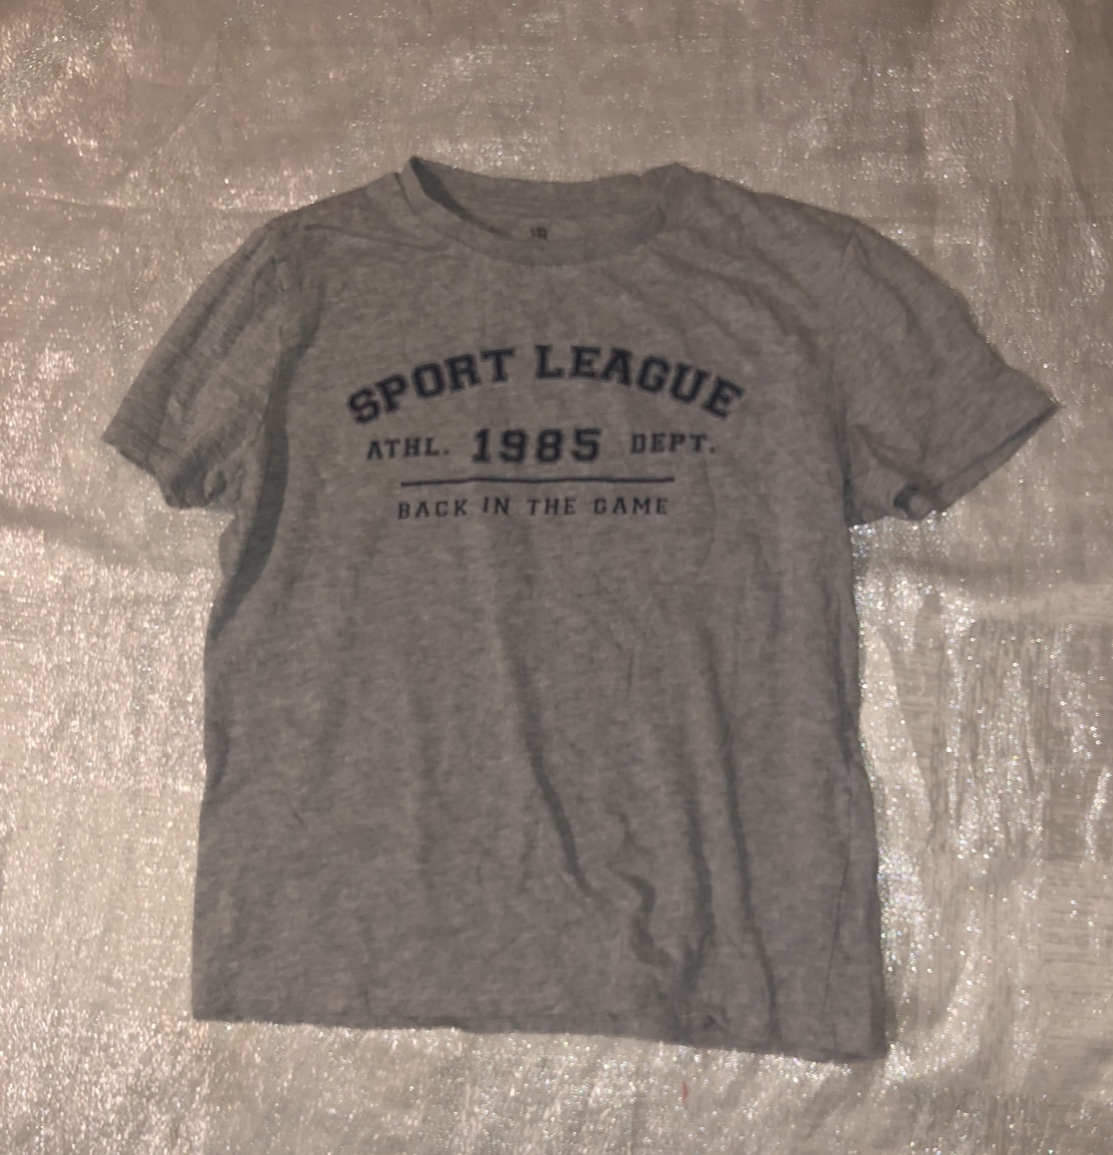 SPORT LEAGUE
ATHL. 1985 DEPT.
BACK IN THE GAME